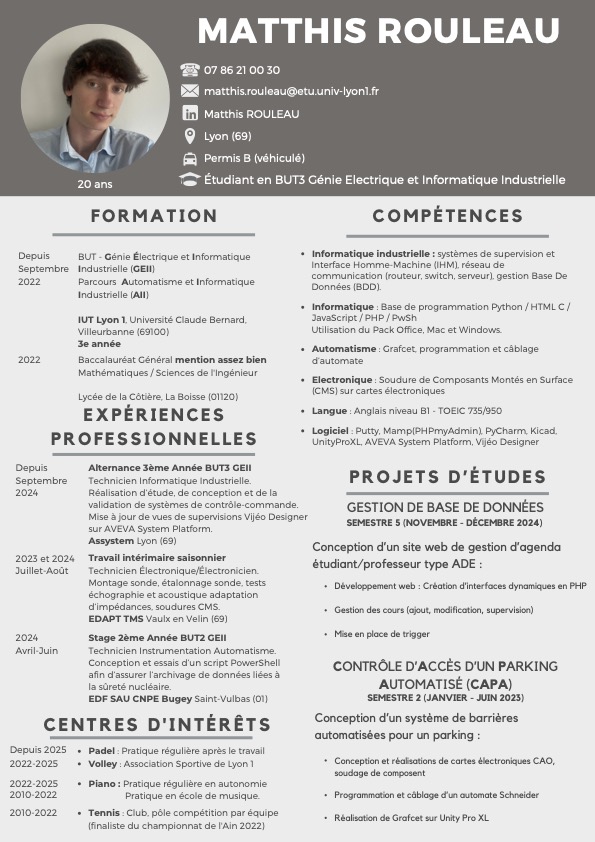 MATTHIS ROULEAU
07 86 21 00 30
matthis.rouleau@etu.univ-lyon1.fr
Matthis ROULEAU
Lyon (69)
Permis B (véhiculé)
Étudiant en BUT3 Génie Electrique et Informatique Industrielle
20 ans
FORMATION
Depuis
Septembre
2022
BUT - Génie Électrique et Informatique
Industrielle (GEII)
Parcours Automatisme et Informatique
Industrielle (AII)
IUT Lyon 1, Université Claude Bernard,
Villeurbanne (69100)
3e année
2022
Baccalauréat Général mention assez bien
Mathématiques / Sciences de l'Ingénieur
Lycée de la Côtière, La Boisse (01120)
EXPÉRIENCES
PROFESSIONNELLES
Depuis
Septembre
2024
Alternance 3ème Année BUT3 GEII
Technicien Informatique Industrielle.
Réalisation d'étude, de conception et de la
validation de systèmes de contrôle-commande.
Mise à jour de vues de supervisions Vijéo Designer
sur AVEVA System Platform.
Assystem Lyon (69)
2023 et 2024
Juillet-Août
Travail intérimaire saisonnier
Technicien Électronique/Électronicien.
Montage sonde, étalonnage sonde, tests
échographie et acoustique adaptation
d'impédances, soudures CMS.
EDAPT TMS Vaulx en Velin (69)
2024
Avril-Juin
Stage 2ème Année BUT2 GEII
Technicien Instrumentation Automatisme.
Conception et essais d'un script PowerShell
afin d'assurer l'archivage de données liées à
la sûreté nucléaire.
EDF SAU CNPE Bugey Saint-Vulbas (01)
CENTRES D'INTÉRÊTS
Depuis 2025 • Padel : Pratique régulière après le travail
2022-2025 • Volley : Association Sportive de Lyon 1
2022-2025 • Piano : Pratique régulière en autonomie
2010-2022 Pratique en école de musique.
2010-2022 • Tennis : Club, pôle compétition par équipe
(finaliste du championnat de l'Ain 2022)
COMPÉTENCES
• Informatique industrielle : systèmes de supervision et
Interface Homme-Machine (IHM), réseau de
communication (routeur, switch, serveur), gestion Base De
Données (BDD).
• Informatique : Base de programmation Python / HTML C /
JavaScript / PHP / PwSh
Utilisation du Pack Office, Mac et Windows.
• Automatisme : Grafcet, programmation et câblage
d'automate
• Electronique : Soudure de Composants Montés en Surface
(CMS) sur cartes électroniques
• Langue : Anglais niveau B1 - TOEIC 735/950
• Logiciel : Putty, Mamp(PHPmyAdmin), PyCharm, Kicad,
UnityProXL, AVEVA System Platform, Vijéo Designer
PROJETS D'ÉTUDES
GESTION DE BASE DE DONNÉES
SEMESTRE 5 (NOVEMBRE - DÉCEMBRE 2024)
Conception d'un site web de gestion d'agenda
étudiant/professeur type ADE :
• Développement web : Création d'interfaces dynamiques en PHP
• Gestion des cours (ajout, modification, supervision)
• Mise en place de trigger
CONTRÔLE D'ACCÈS D'UN PARKING
AUTOMATISÉ (CAPA)
SEMESTRE 2 (JANVIER - JUIN 2023)
Conception d'un système de barrières
automatisées pour un parking :
• Conception et réalisations de cartes électroniques CAO,
soudage de composant
• Programmation et câblage d'un automate Schneider
• Réalisation de Grafcet sur Unity Pro XL